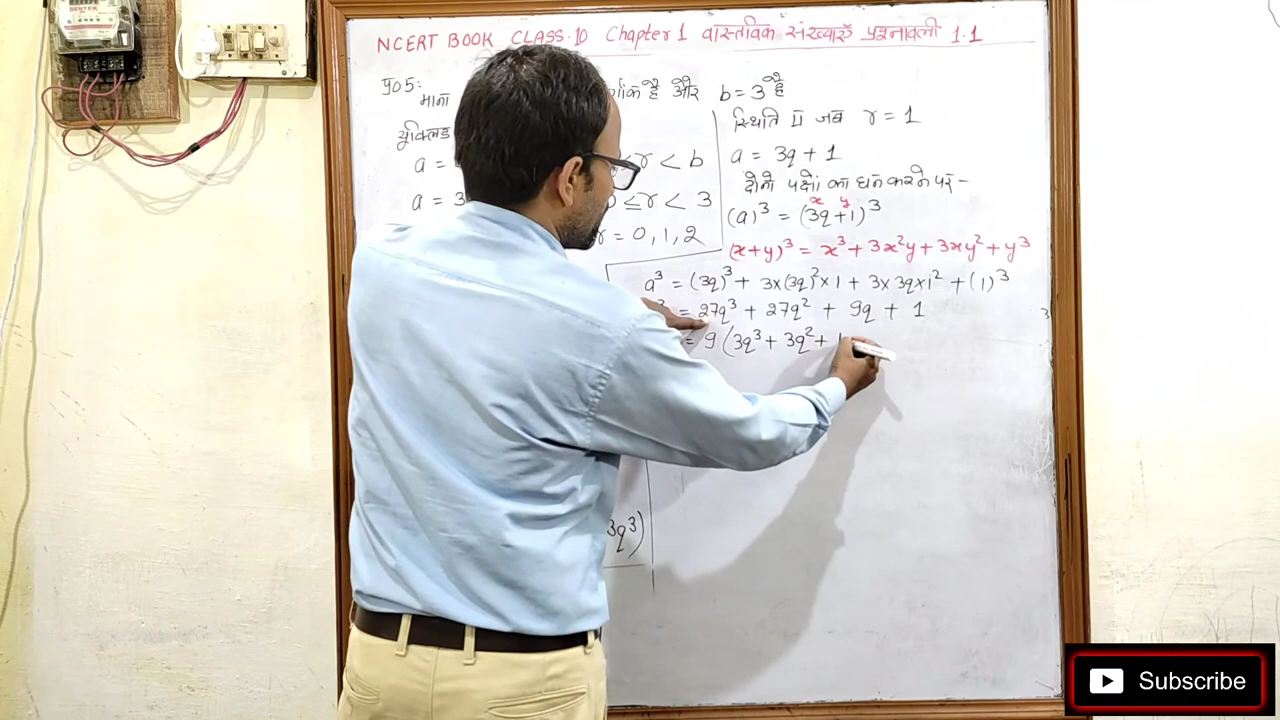 NCERT BOOK CLASS-10 Chapter 1 वास्तविक संख्याएँ प्रश्नावली 1.1
प्र05:
माना है और b = 3 है
युक्लिड
a = r < b
a = 3 ≤ r < 3
r = 0, 1, 2
3q³)
स्थिति II जब r = 1
a = 3q + 1
दोनों पक्षों का घन करने पर -
x y
(a)³ = (3q+1)³
(x+y)³ = x³ + 3x²y + 3xy² + y³
a³ = (3q)³ + 3×(3q)²×1 + 3×3q×1² + (1)³
= 27q³ + 27q² + 9q + 1
= 9(3q³ + 3q² +
Subscribe